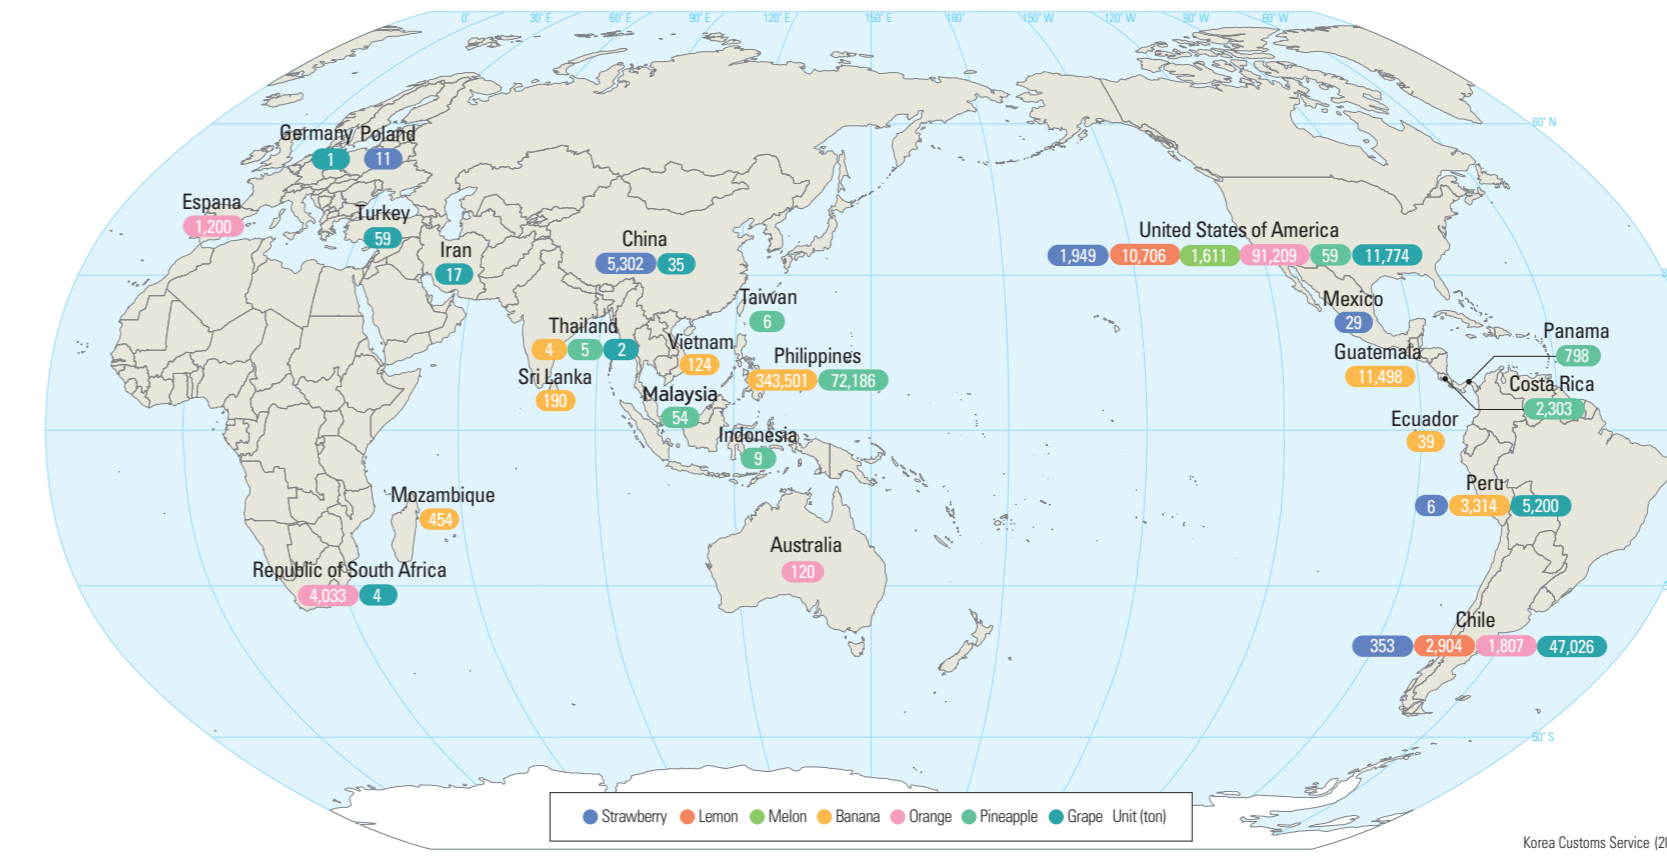 0° 30° E 60° E 90° E 120° E 150° E 180° 150° W 120° W 90° W 60° W
60° N
Germany Poland
1 11
Espana
1,200
Turkey
59
Iran
17
China
5,302 35
United States of America
1,949 10,706 1,611 91,209 59 11,774
Taiwan
6
Mexico
29
Thailand
4 5 2
Vietnam
124
Philippines
343,501 72,186
Panama
798
Guatemala
11,498
Sri Lanka
190
Malaysia
54
Costa Rica
2,303
Ecuador
39
Indonesia
9
Peru
6 3,314 5,200
Mozambique
454
Australia
120
Republic of South Africa
4,033 4
Chile
353 2,904 1,807 47,026
60° S
Strawberry Lemon Melon Banana Orange Pineapple Grape Unit (ton)
Korea Customs Service (20